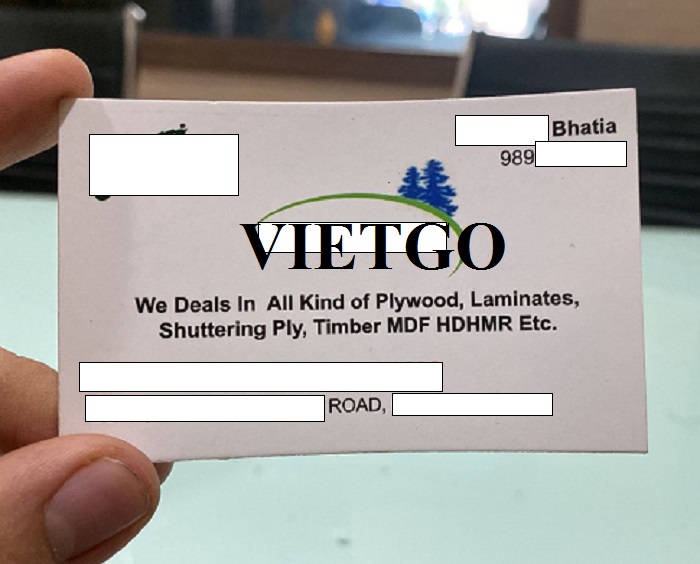 Bhatia
989
VIETGO
We Deals In All Kind of Plywood, Laminates,
Shuttering Ply, Timber MDF HDHMR Etc.
ROAD,